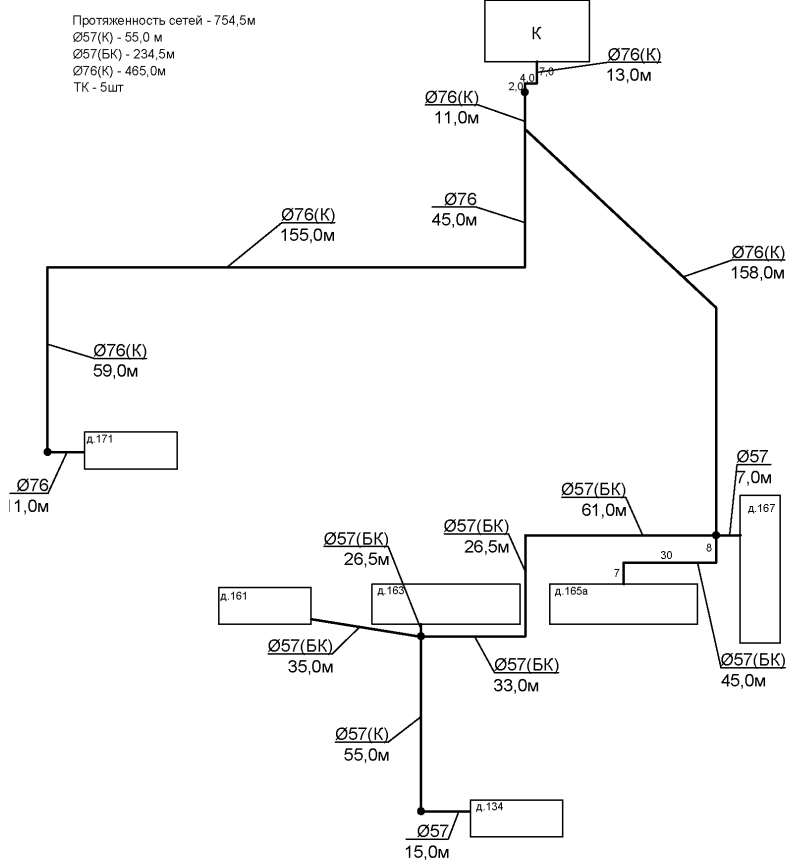 Протяженность сетей - 754,5м
Ø57(К) - 55,0 м
Ø57(БК) - 234,5м
Ø76(К) - 465,0м
ТК - 5шт
К
Ø76(К)
13,0м
7,0
4,0
2,0
Ø76(К)
11,0м
Ø76
45,0м
Ø76(К)
155,0м
Ø76(К)
158,0м
Ø76(К)
59,0м
д.171
Ø76
11,0м
Ø57
7,0м
Ø57(БК)
61,0м
д.167
Ø57(БК)
26,5м
Ø57(БК)
26,5м
8
30
7
д.161
д.163
д.165а
Ø57(БК)
35,0м
Ø57(БК)
33,0м
Ø57(БК)
45,0м
Ø57(К)
55,0м
д.134
Ø57
15,0м